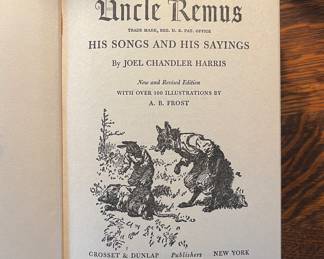 Uncle Remus
TRADE MARK, REG. U. S. PAT. OFFICE
HIS SONGS AND HIS SAYINGS
By JOEL CHANDLER HARRIS
New and Revised Edition
WITH OVER 100 ILLUSTRATIONS BY
A. B. FROST
GROSSET & DUNLAP Publishers NEW YORK